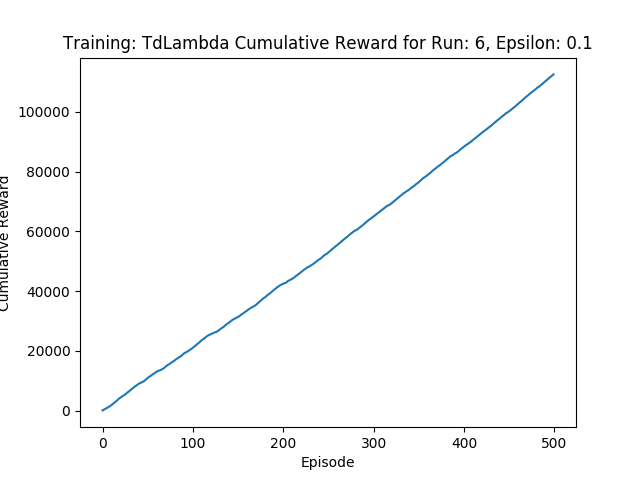 Training: TdLambda Cumulative Reward for Run: 6, Epsilon: 0.1
100000
80000
60000
40000
20000
0
Cumulative Reward
0 100 200 300 400 500
Episode